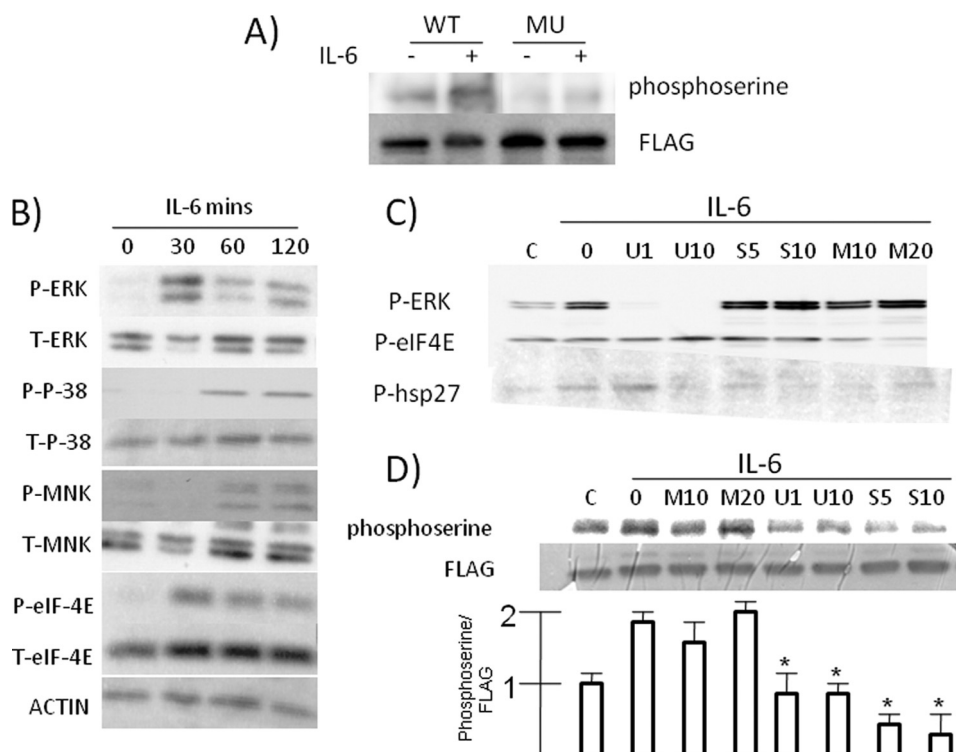 A)
WT MU
IL-6 - + - +
phosphoserine
FLAG
B)
IL-6 mins
0 30 60 120
P-ERK
T-ERK
P-P-38
T-P-38
P-MNK
T-MNK
P-eIF-4E
T-eIF-4E
ACTIN
C)
IL-6
C 0 U1 U10 S5 S10 M10 M20
P-ERK
P-eIF4E
P-hsp27
D)
IL-6
C 0 M10 M20 U1 U10 S5 S10
phosphoserine
FLAG
Phosphoserine/
FLAG
2
1
* * * *